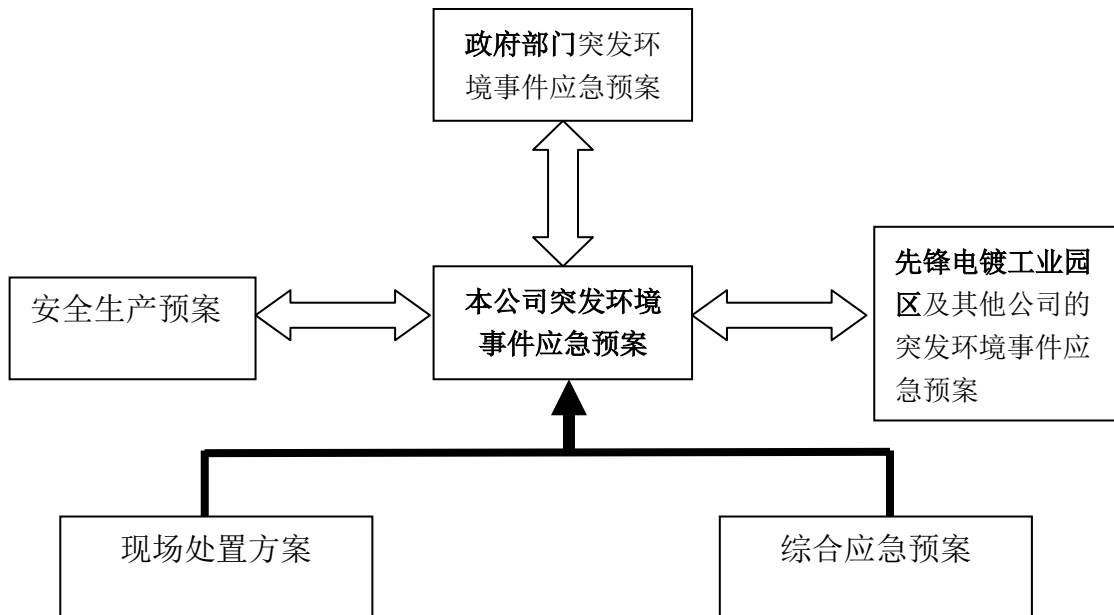 政府部门突发环
境事件应急预案
安全生产预案
本公司突发环境
事件应急预案
先锋电镀工业园
区及其他公司的
突发环境事件应
急预案
现场处置方案
综合应急预案